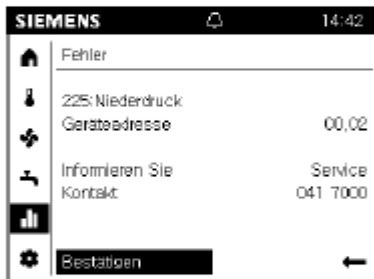 SIEMENS 14:42
Fehler
225:Niederdruck
Geräteadresse 00,02
Informieren Sie Service
Kontakt 041 7000
Bestätigen